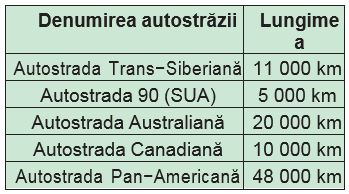 Denumirea autostrăzii Lungime
a
Autostrada Trans−Siberiană 11 000 km
Autostrada 90 (SUA) 5 000 km
Autostrada Australiană 20 000 km
Autostrada Canadiană 10 000 km
Autostrada Pan−Americană 48 000 km